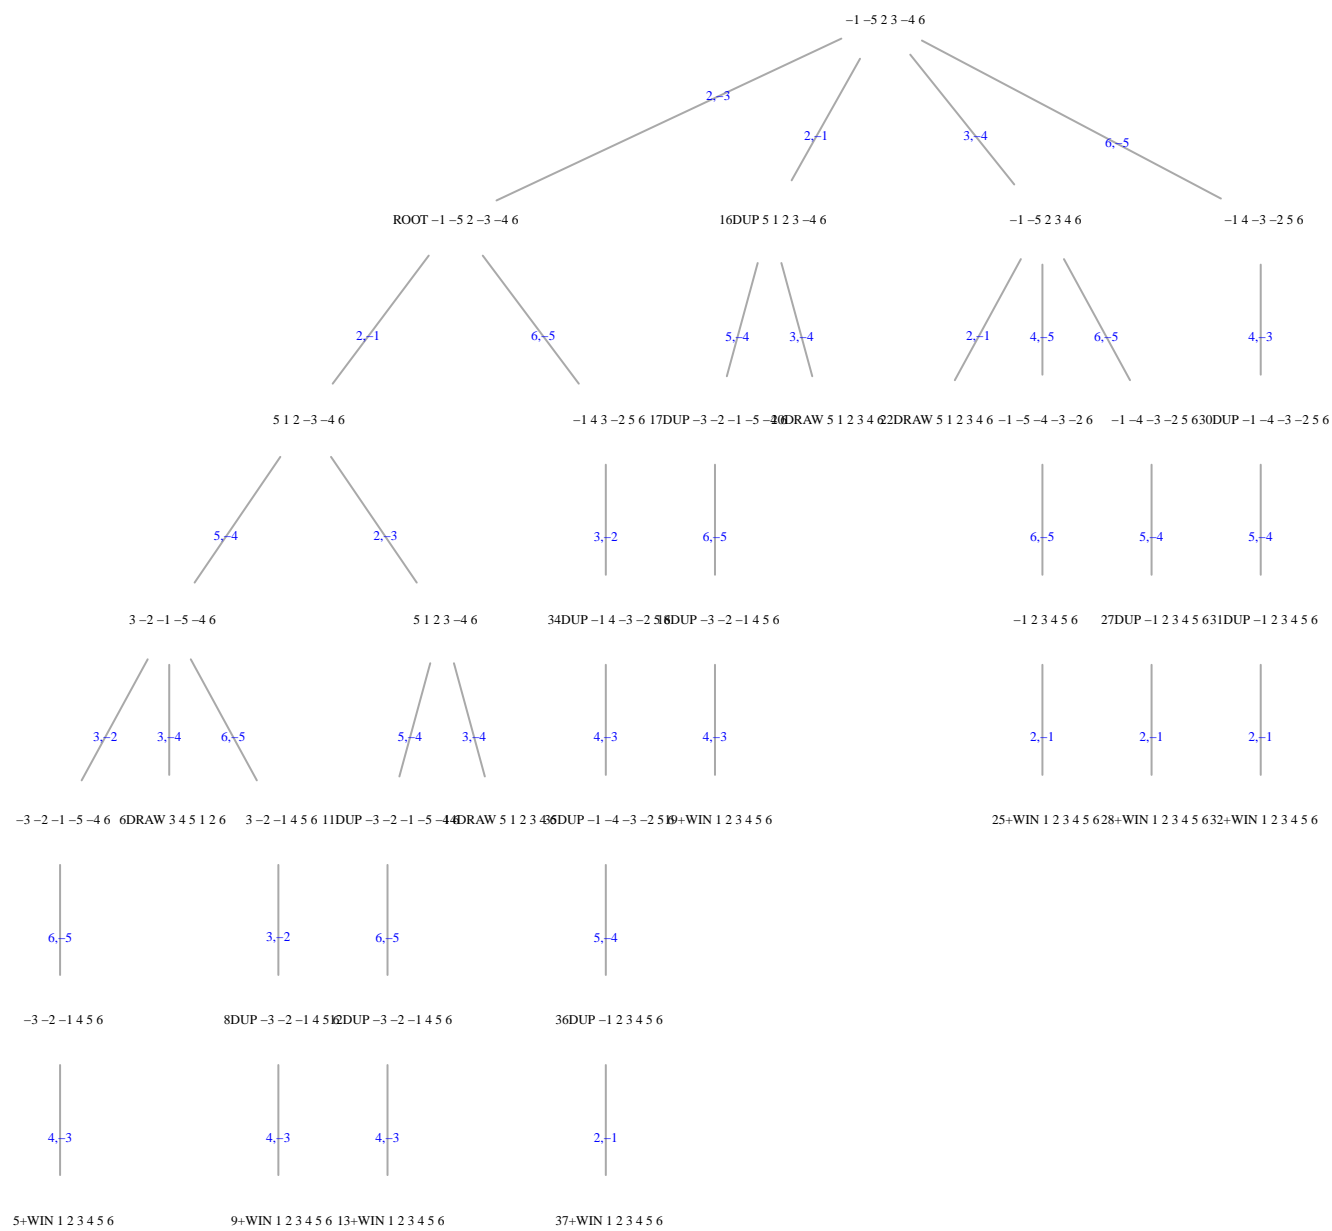 −1 −5 2 3 −4 6
2,−3
2,−1
3,−4
6,−5
ROOT −1 −5 2 −3 −4 6
16DUP 5 1 2 3 −4 6
−1 −5 2 3 4 6
−1 4 −3 −2 5 6
2,−1
6,−5
5,−4
3,−4
2,−1
4,−5
6,−5
4,−3
5 1 2 −3 −4 6
−1 4 3 −2 5 6
17DUP −3 −2 −1 −5 −4 6
20DRAW 5 1 2 3 4 6
22DRAW 5 1 2 3 4 6
−1 −5 −4 −3 −2 6
−1 −4 −3 −2 5 6
30DUP −1 −4 −3 −2 5 6
5,−4
2,−3
3,−2
6,−5
6,−5
5,−4
5,−4
3 −2 −1 −5 −4 6
5 1 2 3 −4 6
34DUP −1 4 −3 −2 5 6
18DUP −3 −2 −1 4 5 6
−1 2 3 4 5 6
27DUP −1 2 3 4 5 6
31DUP −1 2 3 4 5 6
3,−2
3,−4
6,−5
5,−4
3,−4
4,−3
4,−3
2,−1
2,−1
2,−1
−3 −2 −1 −5 −4 6
6DRAW 3 4 5 1 2 6
3 −2 −1 4 5 6
11DUP −3 −2 −1 −5 −4 6
14DRAW 5 1 2 3 4 6
35DUP −1 −4 −3 −2 5 6
19+WIN 1 2 3 4 5 6
25+WIN 1 2 3 4 5 6
28+WIN 1 2 3 4 5 6
32+WIN 1 2 3 4 5 6
6,−5
3,−2
6,−5
5,−4
−3 −2 −1 4 5 6
8DUP −3 −2 −1 4 5 6
12DUP −3 −2 −1 4 5 6
36DUP −1 2 3 4 5 6
4,−3
4,−3
4,−3
2,−1
5+WIN 1 2 3 4 5 6
9+WIN 1 2 3 4 5 6
13+WIN 1 2 3 4 5 6
37+WIN 1 2 3 4 5 6